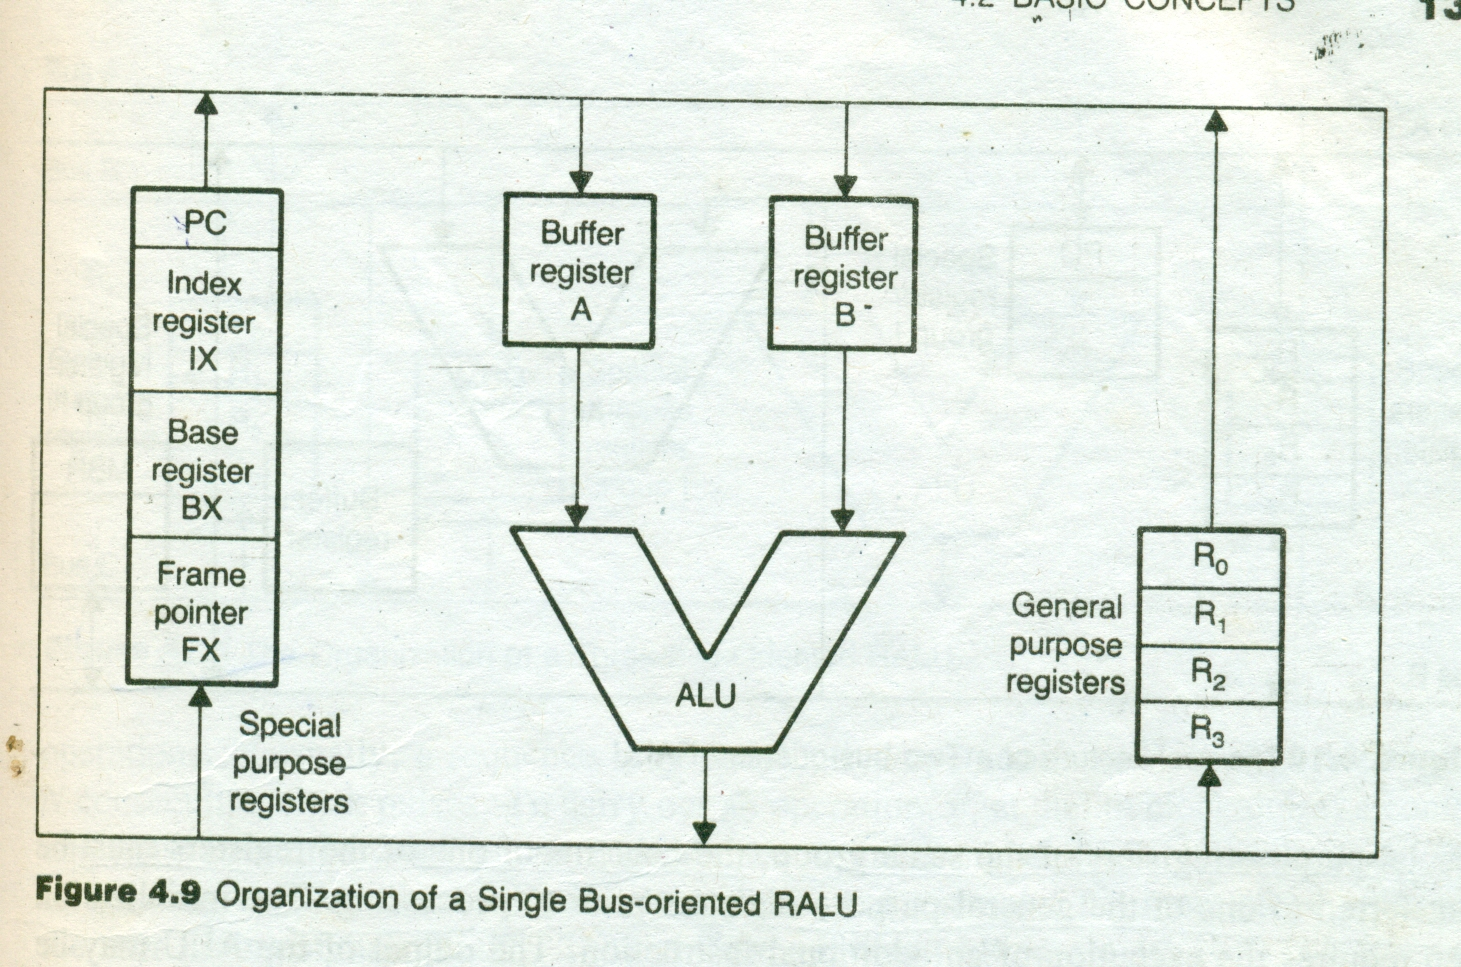 4.2 BASIC CONCEPTS
13
PC
Index
register
IX
Base
register
BX
Frame
pointer
FX
Special
purpose
registers
Buffer
register
A
Buffer
register
B
ALU
General
purpose
registers
R₀
R₁
R₂
R₃
Figure 4.9 Organization of a Single Bus-oriented RALU